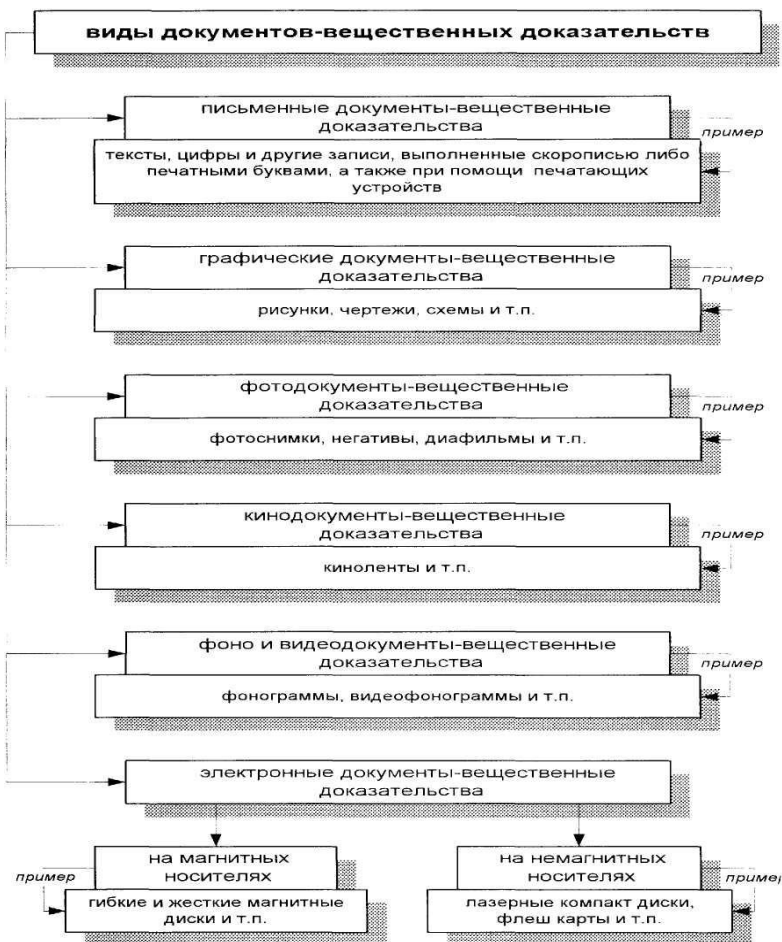 виды документов-вещественных доказательств
письменные документы-вещественные
доказательства
пример
тексты, цифры и другие записи, выполненные скорописью либо
печатными буквами, а также при помощи печатающих
устройств
графические документы-вещественные
доказательства
пример
рисунки, чертежи, схемы и т.п.
фотодокументы-вещественные
доказательства
пример
фотоснимки, негативы, диафильмы и т.п.
кинодокументы-вещественные
доказательства
пример
киноленты и т.п.
фоно и видеодокументы-вещественные
доказательства
пример
фонограммы, видеофонограммы и т.п.
электронные документы-вещественные
доказательства
на магнитных
носителях
пример
гибкие и жесткие магнитные
диски и т.п.
на немагнитных
носителях
пример
лазерные компакт диски,
флеш карты и т.п.